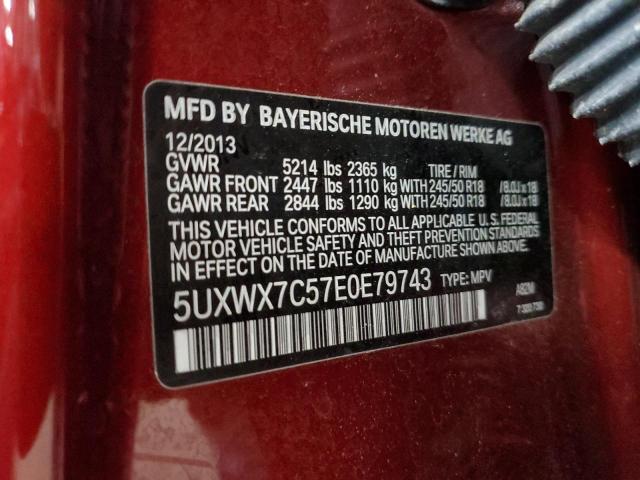 MFD BY BAYERISCHE MOTOREN WERKE AG
12/2013
GVWR 5214 lbs 2365 kg TIRE / RIM
GAWR FRONT 2447 lbs 1110 kg WITH 245/50 R18 /8.0J x 18
GAWR REAR 2844 lbs 1290 kg WITH 245/50 R18 /8.0J x 18
THIS VEHICLE CONFORMS TO ALL APPLICABLE U. S. FEDERAL
MOTOR VEHICLE SAFETY AND THEFT PREVENTION STANDARDS
IN EFFECT ON THE DATE OF MANUFACTURE SHOWN ABOVE.
5UXWX7C57E0E79743 TYPE: MPV A82M